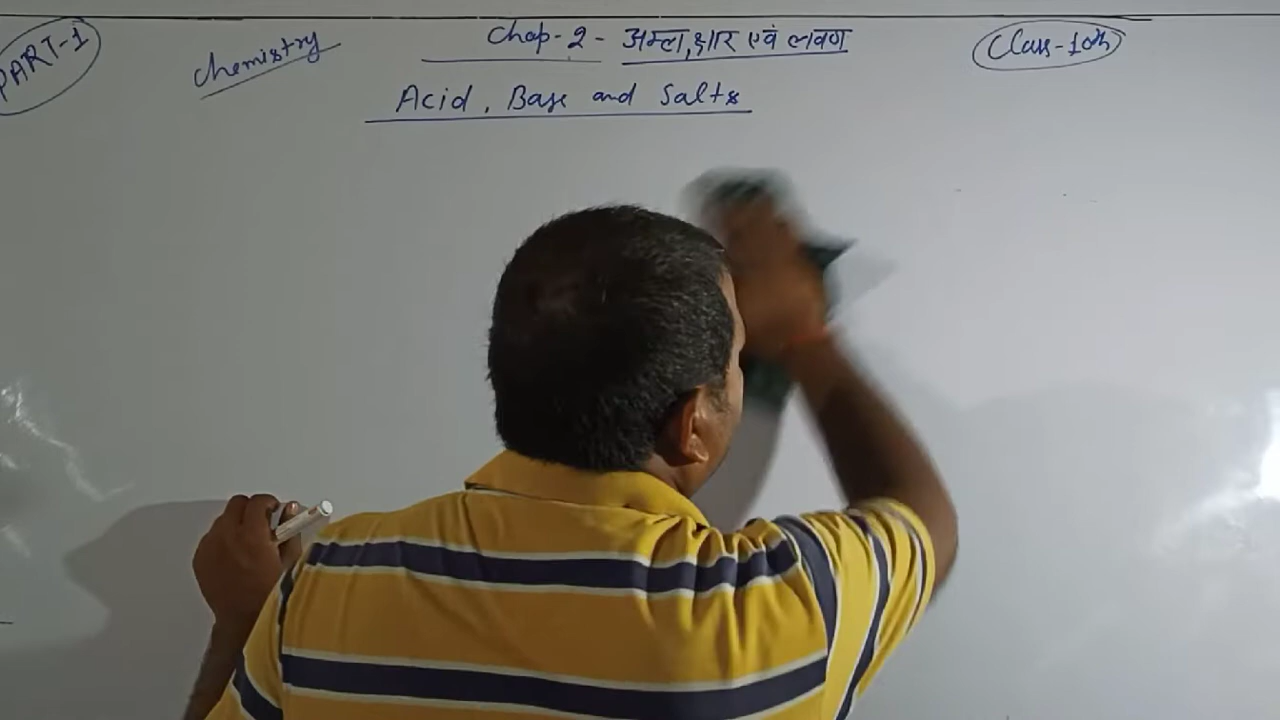 PART-1
Chemistry
Chap-2- अम्ल,क्षार एवं लवण
Class-10th
Acid, Base and Salts